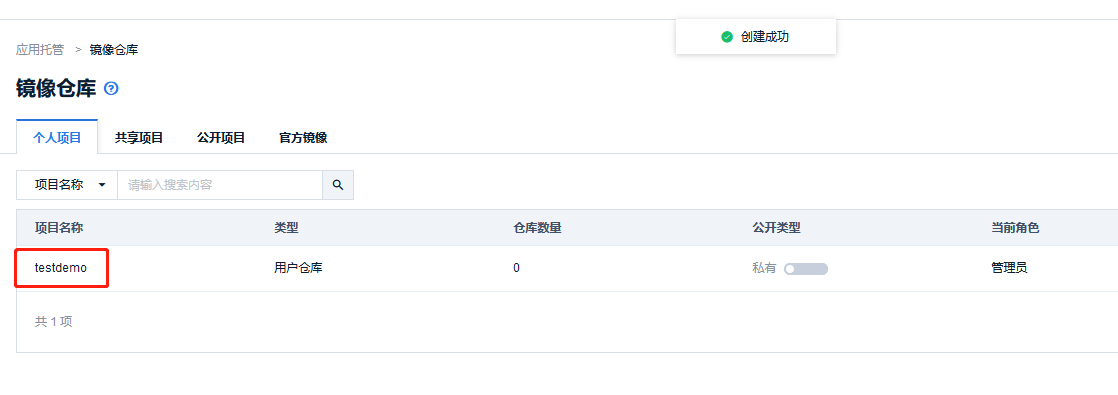 创建成功
应用托管 > 镜像仓库
镜像仓库 ?
个人项目 共享项目 公开项目 官方镜像
项目名称 请输入搜索内容
项目名称 类型 仓库数量 公开类型 当前角色
testdemo 用户仓库 0 私有 管理员
共 1 项